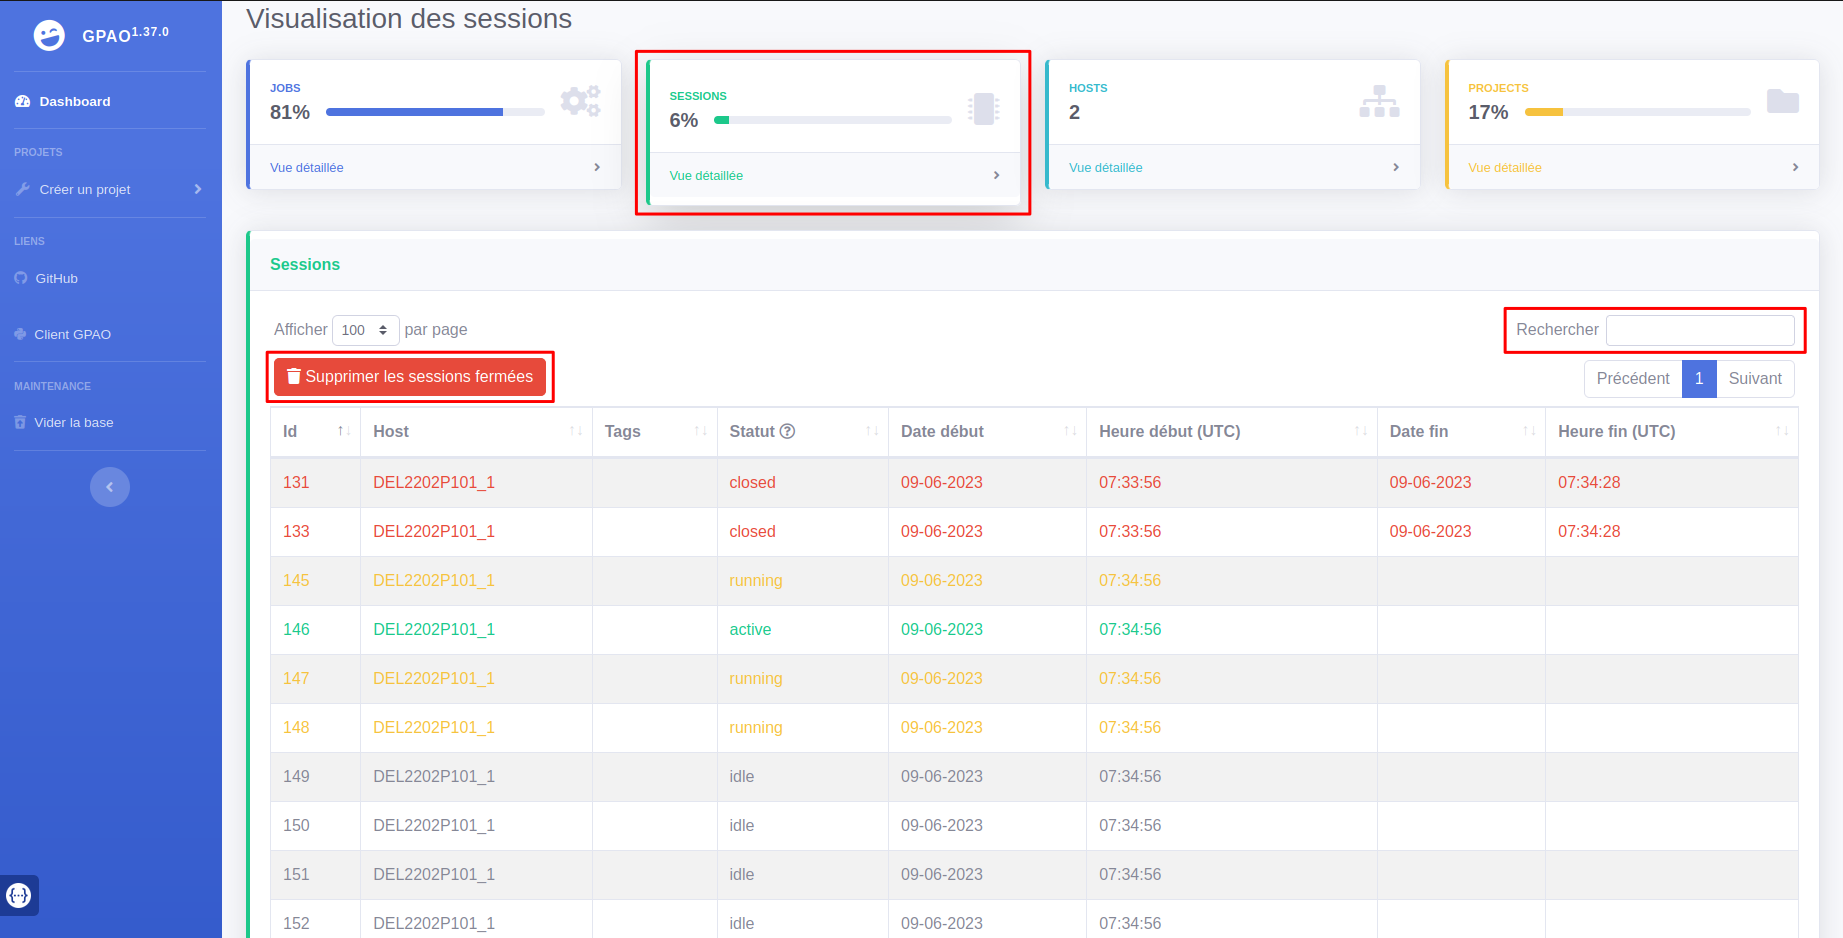 GPAO1.37.0
Dashboard
PROJETS
Créer un projet
LIENS
GitHub
Client GPAO
MAINTENANCE
Vider la base
Visualisation des sessions
JOBS
81%
Vue détaillée
SESSIONS
6%
Vue détaillée
HOSTS
2
Vue détaillée
PROJECTS
17%
Vue détaillée
Sessions
Afficher 100 par page
Rechercher
Supprimer les sessions fermées
Précédent 1 Suivant
Id Host Tags Statut Date début Heure début (UTC) Date fin Heure fin (UTC)
131 DEL2202P101_1 closed 09-06-2023 07:33:56 09-06-2023 07:34:28
133 DEL2202P101_1 closed 09-06-2023 07:33:56 09-06-2023 07:34:28
145 DEL2202P101_1 running 09-06-2023 07:34:56
146 DEL2202P101_1 active 09-06-2023 07:34:56
147 DEL2202P101_1 running 09-06-2023 07:34:56
148 DEL2202P101_1 running 09-06-2023 07:34:56
149 DEL2202P101_1 idle 09-06-2023 07:34:56
150 DEL2202P101_1 idle 09-06-2023 07:34:56
151 DEL2202P101_1 idle 09-06-2023 07:34:56
152 DEL2202P101_1 idle 09-06-2023 07:34:56